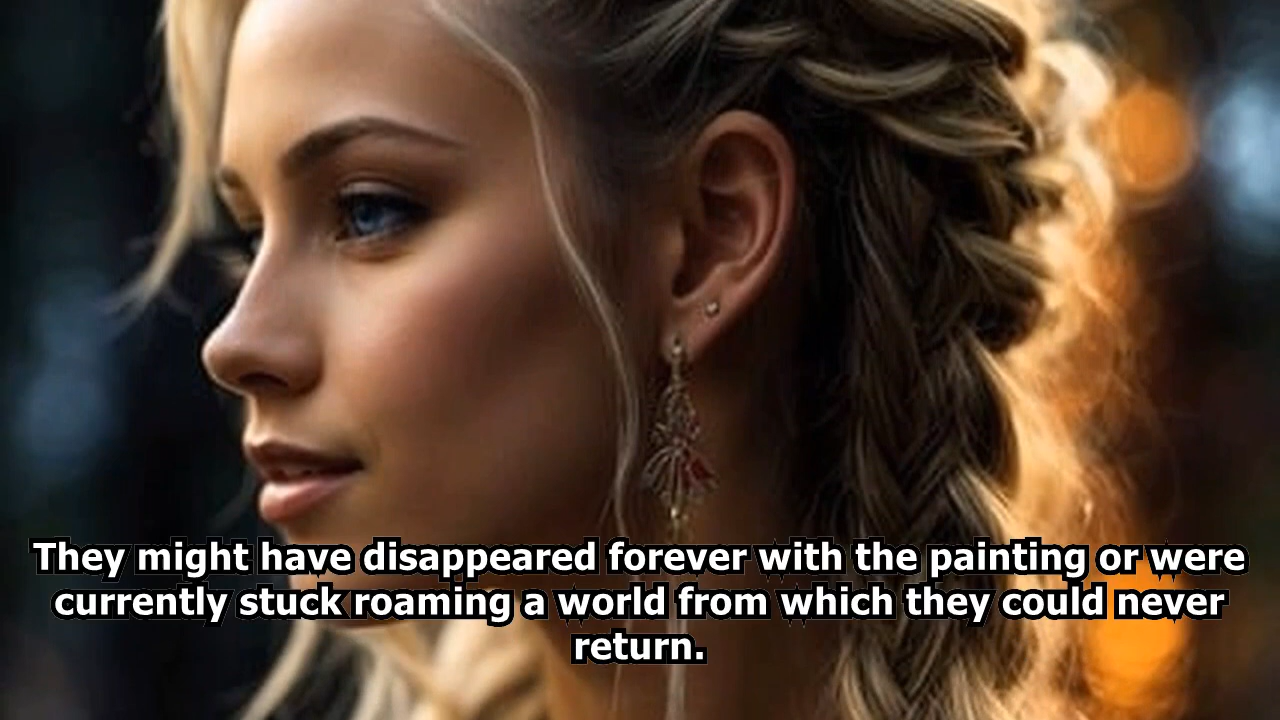 They might have disappeared forever with the painting or were
currently stuck roaming a world from which they could never
return.